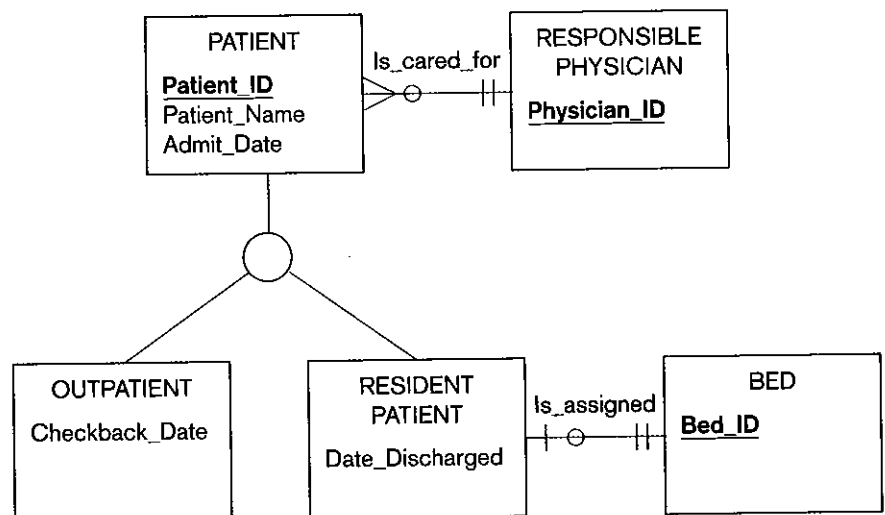 PATIENT
Patient_ID
Patient_Name
Admit_Date
Is_cared_for
RESPONSIBLE
PHYSICIAN
Physician_ID
OUTPATIENT
Checkback_Date
RESIDENT
PATIENT
Date_Discharged
Is_assigned
BED
Bed_ID